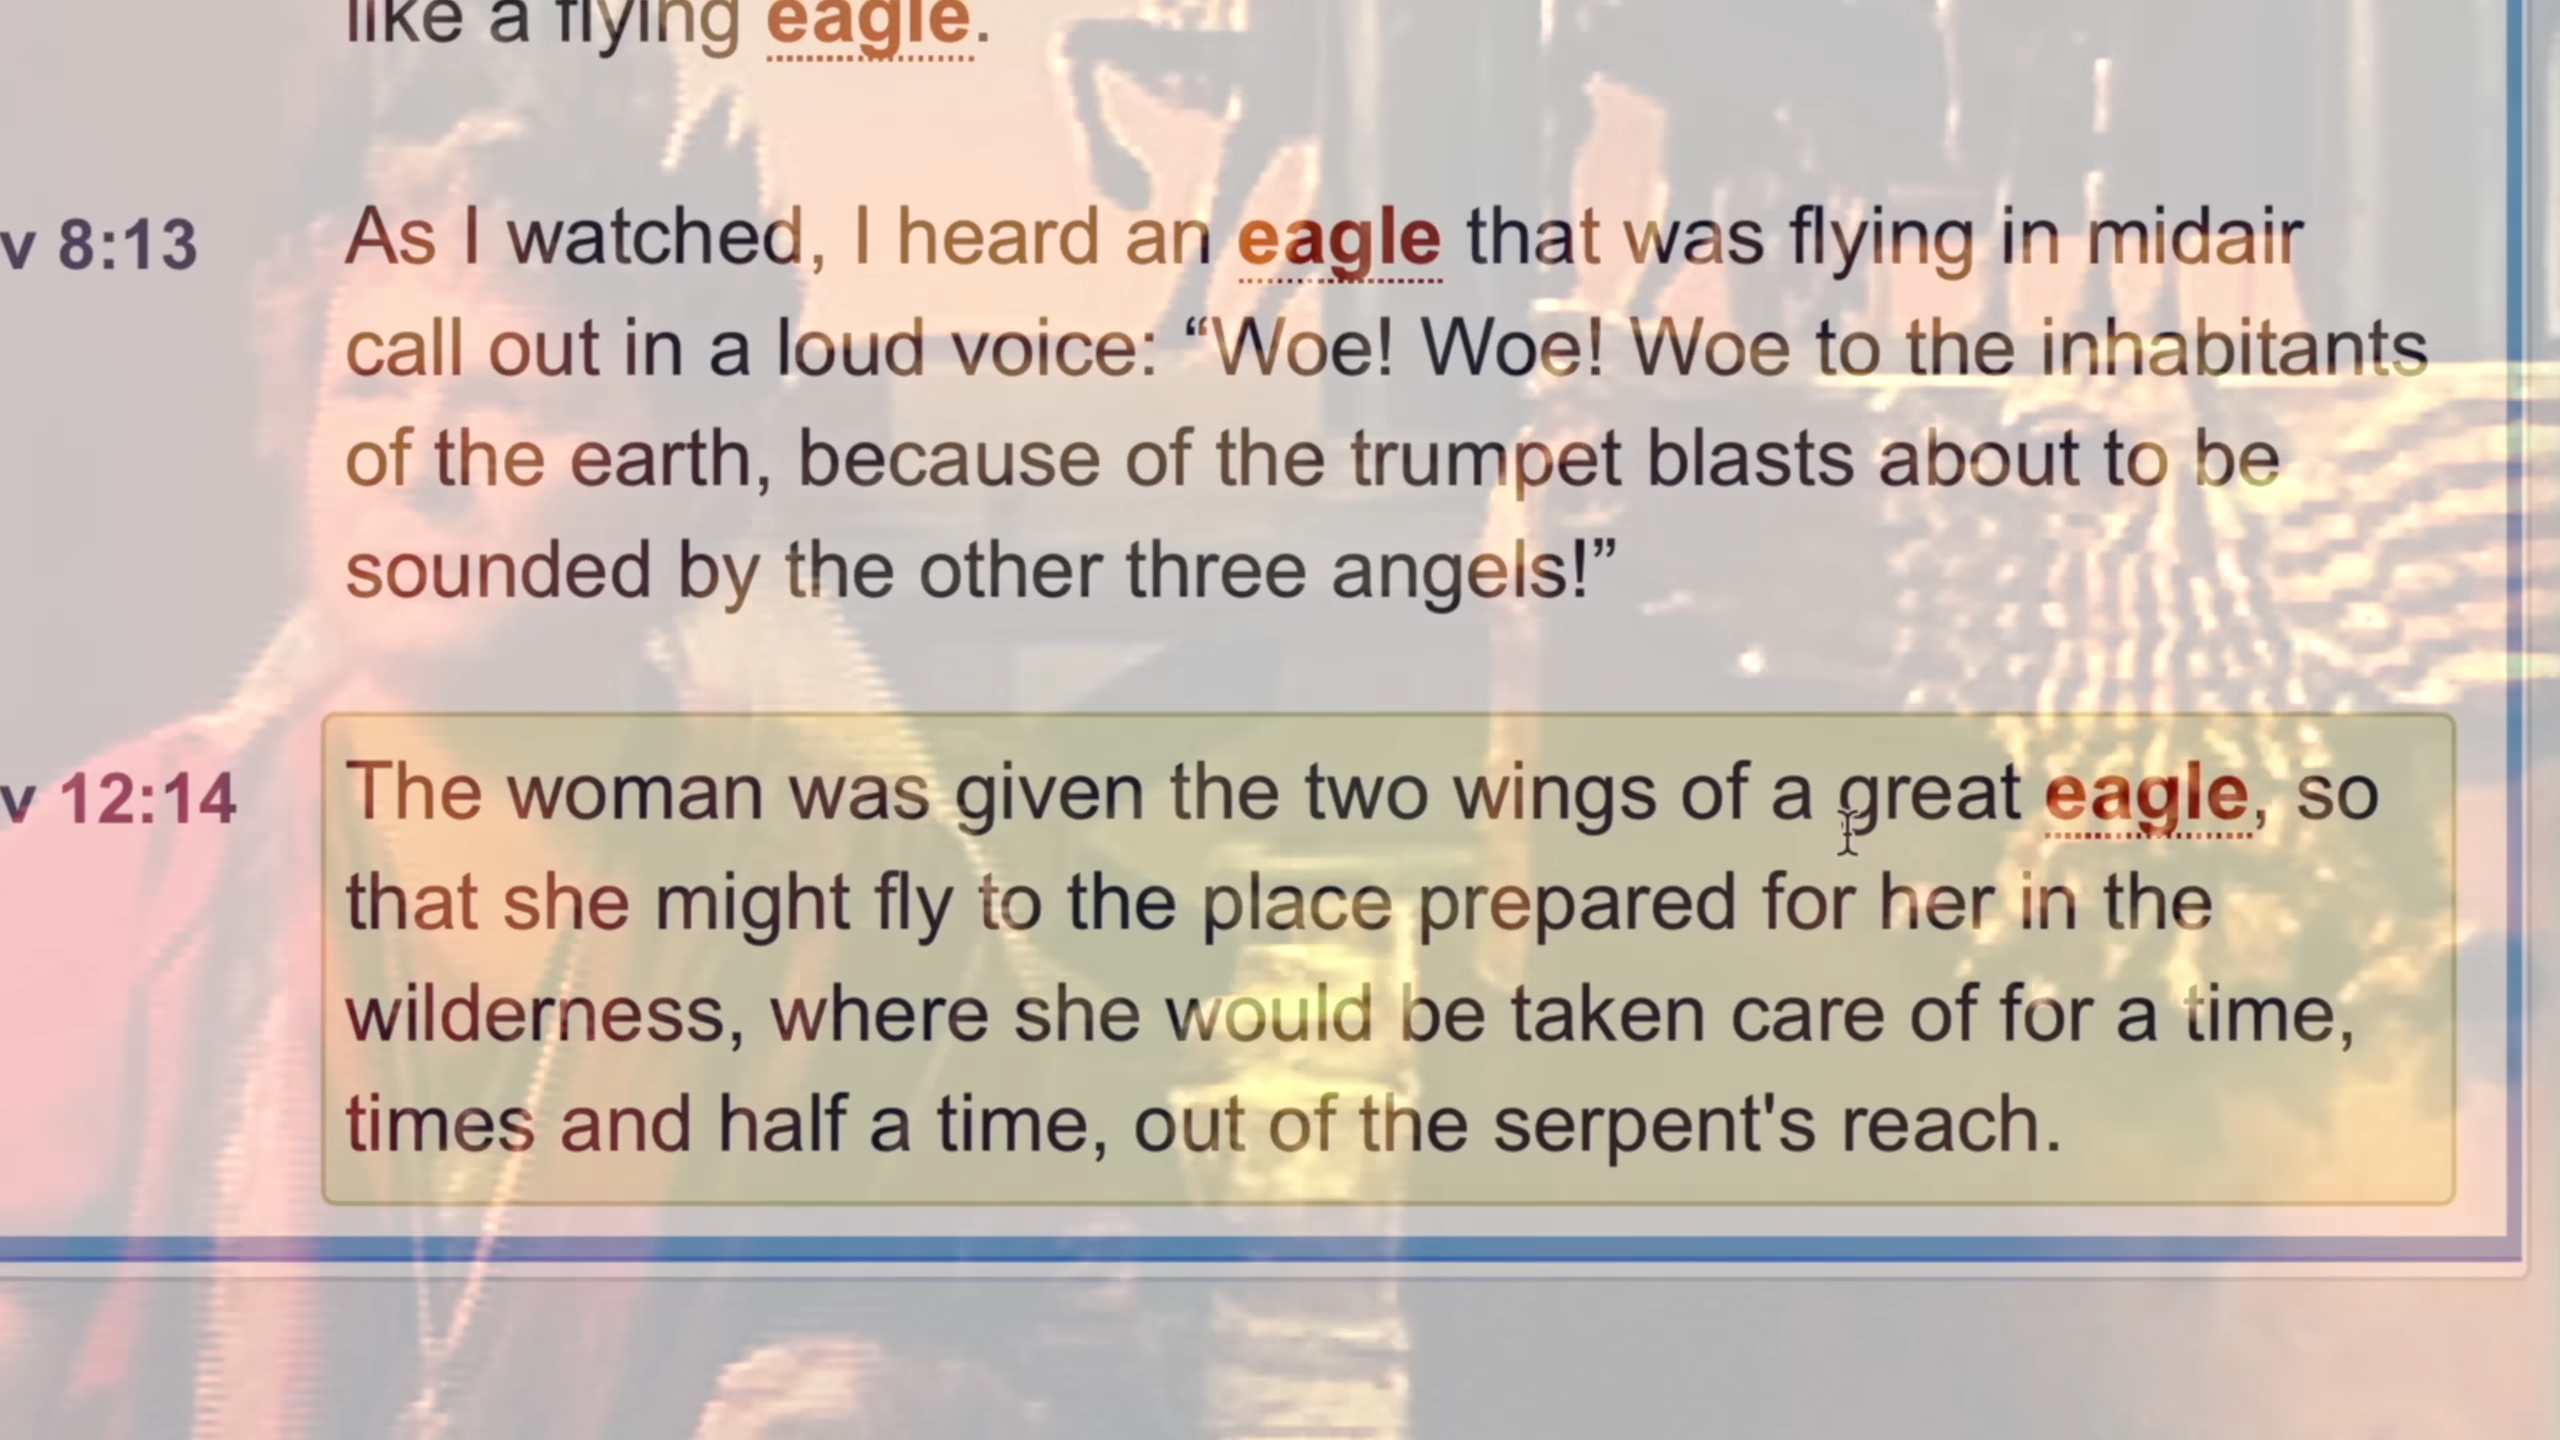 like a flying eagle.
v 8:13 As I watched, I heard an eagle that was flying in midair
call out in a loud voice: “Woe! Woe! Woe to the inhabitants
of the earth, because of the trumpet blasts about to be
sounded by the other three angels!”
v 12:14 The woman was given the two wings of a great eagle, so
that she might fly to the place prepared for her in the
wilderness, where she would be taken care of for a time,
times and half a time, out of the serpent's reach.